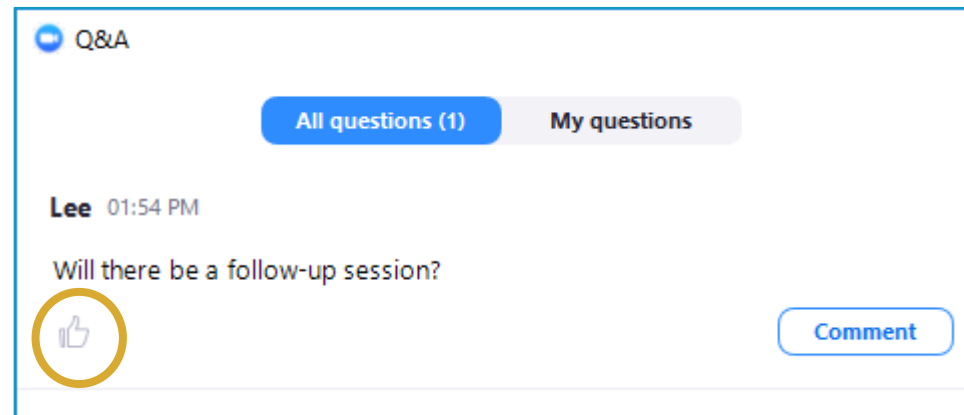 Q&A
All questions (1) My questions
Lee 01:54 PM
Will there be a follow-up session?
Comment